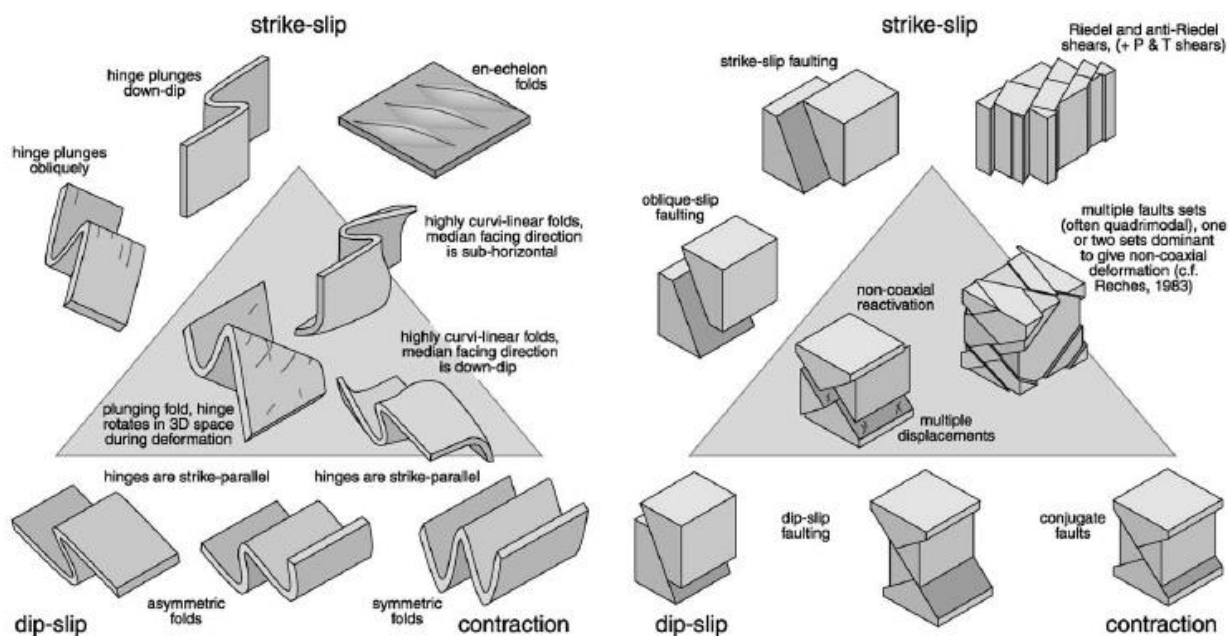 strike-slip
hinge plunges
down-dip
en-echelon
folds
hinge plunges
obliquely
highly curvi-linear folds,
median facing direction
is sub-horizontal
highly curvi-linear folds,
median facing direction
is down-dip
plunging fold, hinge
rotates in 3D space
during deformation
hinges are strike-parallel
hinges are strike-parallel
asymmetric
folds
symmetric
folds
dip-slip
contraction
strike-slip
Riedel and anti-Riedel
shears, (+ P & T shears)
strike-slip faulting
oblique-slip
faulting
multiple faults sets
(often quadrimodal), one
or two sets dominant
to give non-coaxial
deformation (c.f.
Reches, 1983)
non-coaxial
reactivation
multiple
displacements
dip-slip
faulting
conjugate
faults
dip-slip
contraction